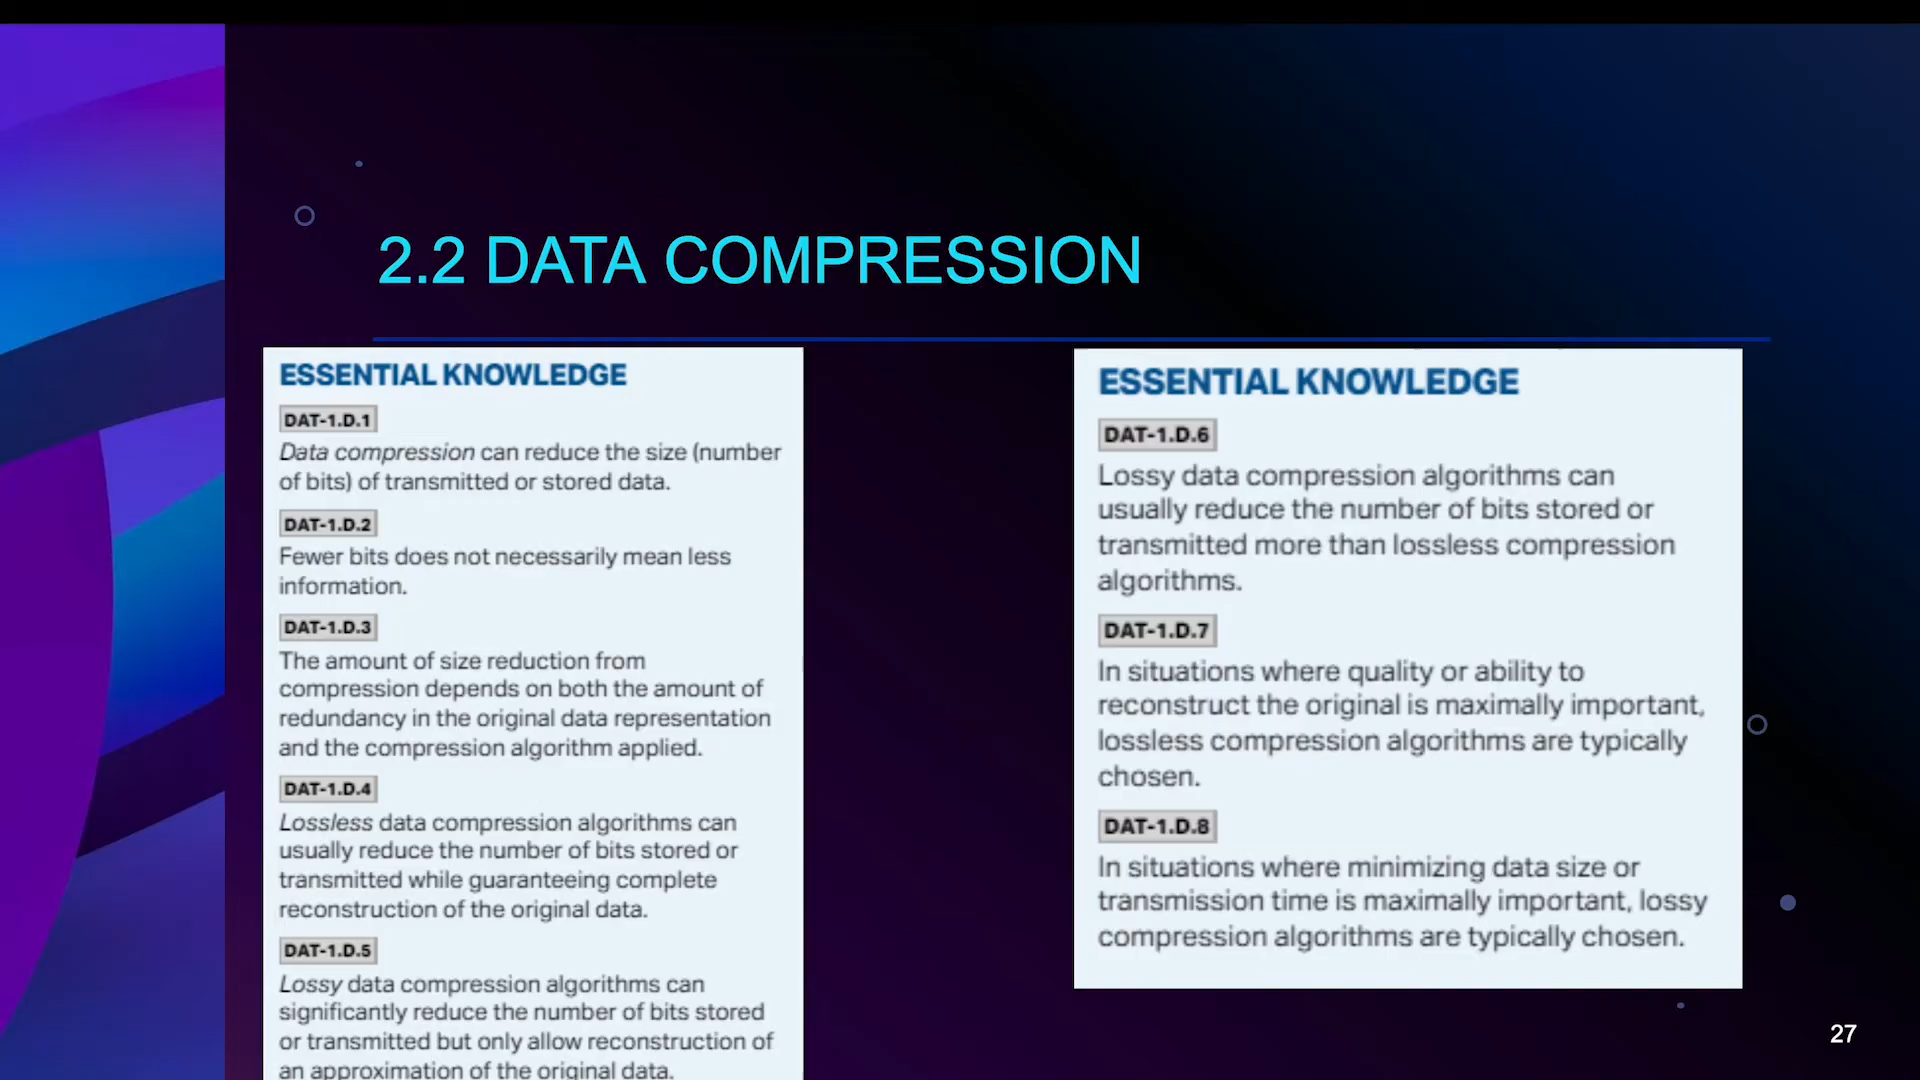 2.2 DATA COMPRESSION
ESSENTIAL KNOWLEDGE
DAT-1.D.1
Data compression can reduce the size (number
of bits) of transmitted or stored data.
DAT-1.D.2
Fewer bits does not necessarily mean less
information.
DAT-1.D.3
The amount of size reduction from
compression depends on both the amount of
redundancy in the original data representation
and the compression algorithm applied.
DAT-1.D.4
Lossless data compression algorithms can
usually reduce the number of bits stored or
transmitted while guaranteeing complete
reconstruction of the original data.
DAT-1.D.5
Lossy data compression algorithms can
significantly reduce the number of bits stored
or transmitted but only allow reconstruction of
an approximation of the original data.
ESSENTIAL KNOWLEDGE
DAT-1.D.6
Lossy data compression algorithms can
usually reduce the number of bits stored or
transmitted more than lossless compression
algorithms.
DAT-1.D.7
In situations where quality or ability to
reconstruct the original is maximally important,
lossless compression algorithms are typically
chosen.
DAT-1.D.8
In situations where minimizing data size or
transmission time is maximally important, lossy
compression algorithms are typically chosen.
27